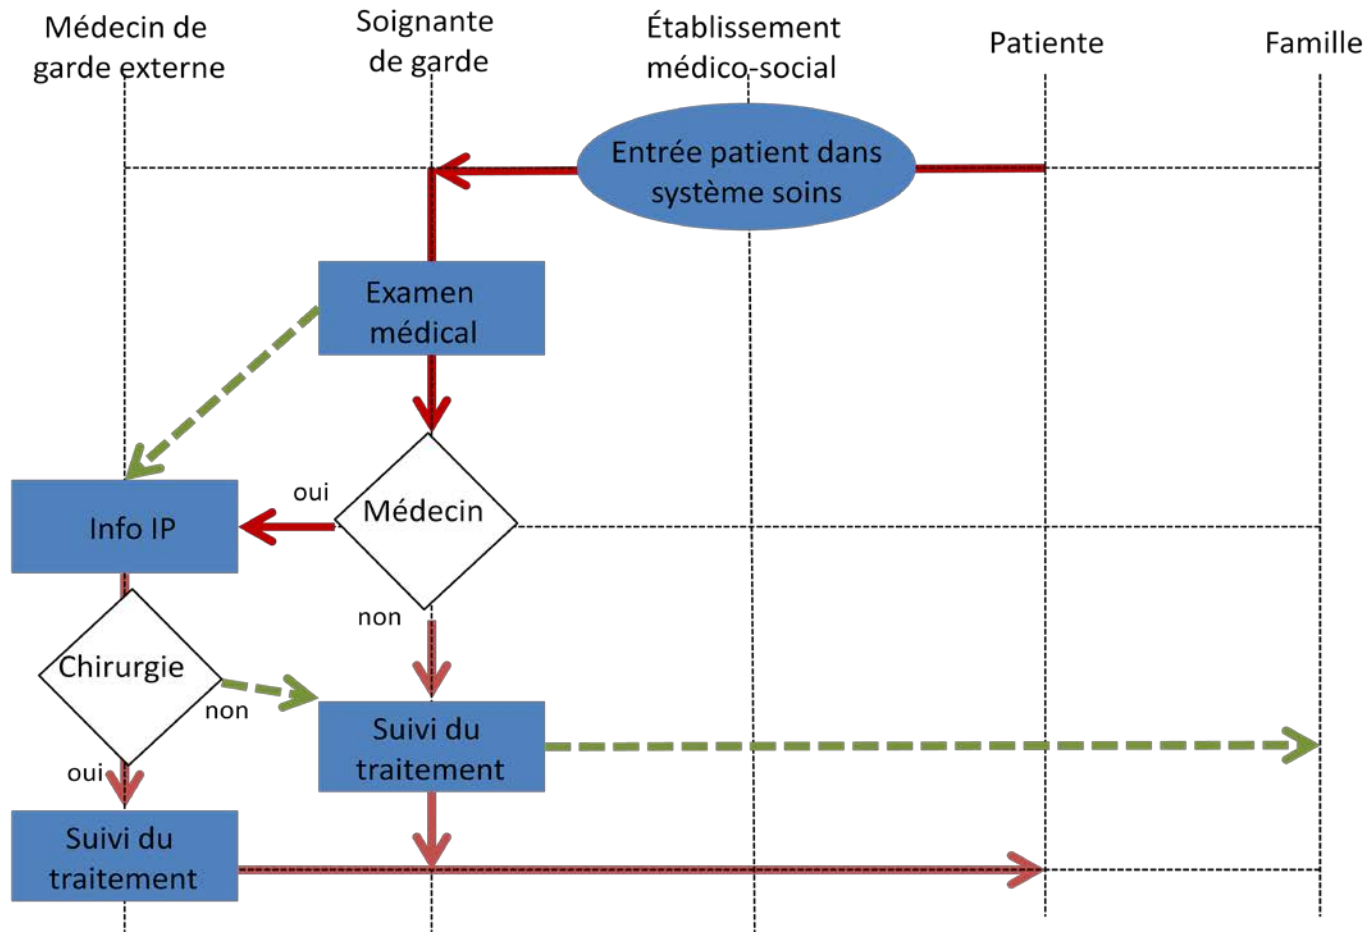 Médecin de
garde externe
Soignante
de garde
Établissement
médico-social
Patiente
Famille
Entrée patient dans
système soins
Examen
médical
oui
Médecin
Info IP
non
Chirurgie
non
Suivi du
traitement
oui
Suivi du
traitement